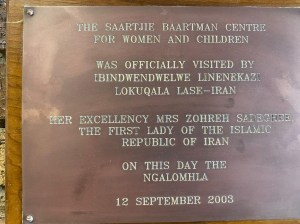 THE SAARTJIE BAARTMAN CENTRE
FOR WOMEN AND CHILDREN
WAS OFFICIALLY VISITED BY
IBINDWENDWELWE LINENEKAZI
LOKUQALA LASE-IRAN
HER EXCELLENCY MRS ZOHREH SADEGHI,
THE FIRST LADY OF THE ISLAMIC
REPUBLIC OF IRAN
ON THIS DAY THE
NGALOMHLA
12 SEPTEMBER 2003